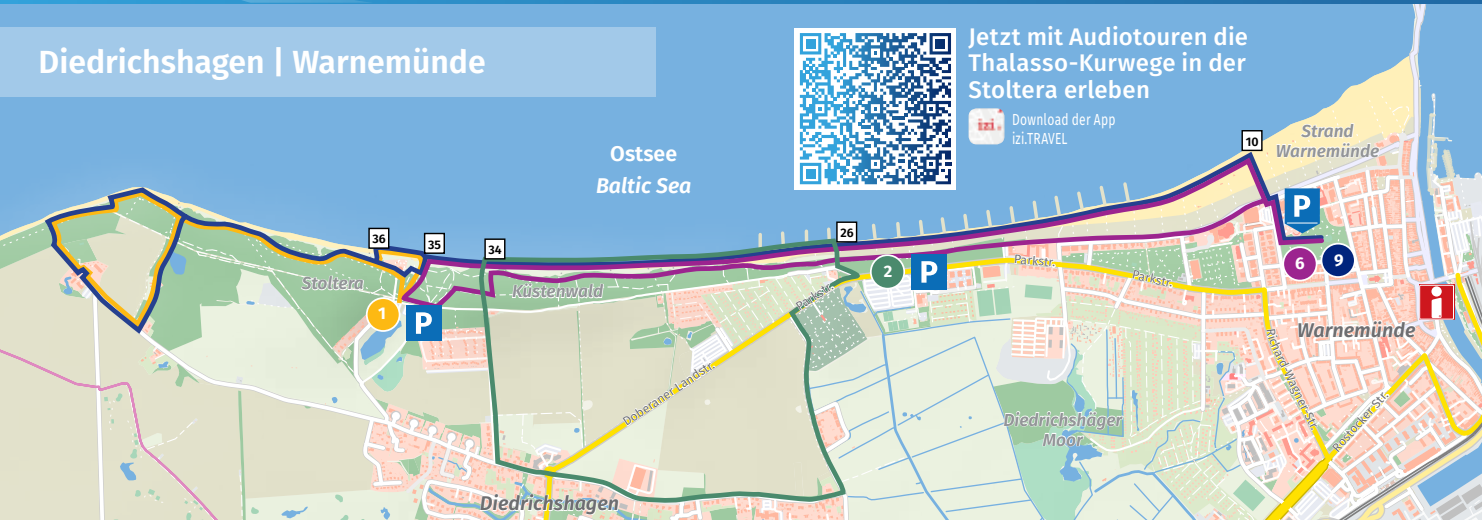 Diedrichshagen | Warnemünde
Jetzt mit Audiotouren die
Thalasso-Kurwege in der
Stoltera erleben
izi.
Download der App
izi.TRAVEL
Ostsee
Baltic Sea
Strand
Warnemünde
10
P
6
9
i
36
35
34
26
2
P
Stoltera
Küstenwald
1
P
Parkstr.
Parkstr.
Parkstr.
Warnemünde
Richard-Wagner-Str.
Rostocker Str.
Doberaner Landstr.
Diedrichshäger
Moor
Diedrichshagen